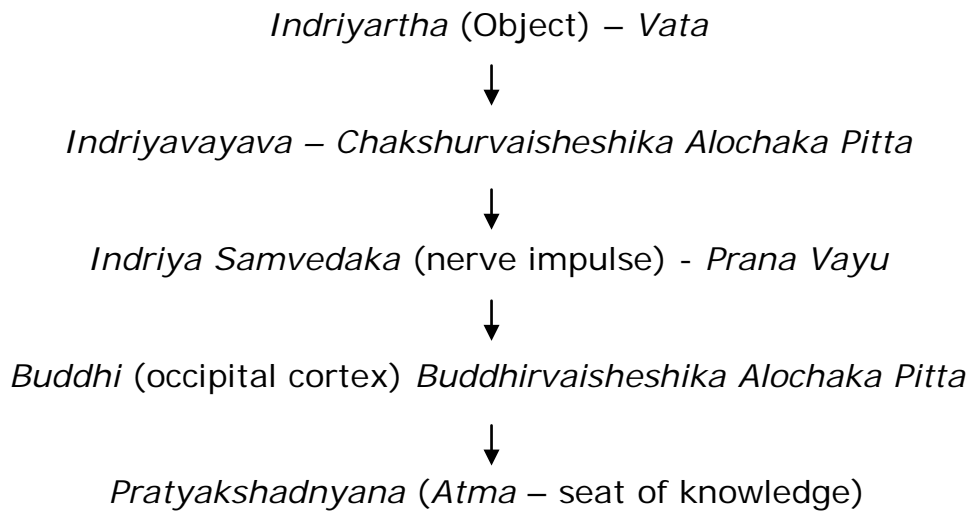 Indriyartha (Object) – Vata
Indriyavayava – Chakshurvaisheshika Alochaka Pitta
Indriya Samvedaka (nerve impulse) - Prana Vayu
Buddhi (occipital cortex) Buddhirvaisheshika Alochaka Pitta
Pratyakshadnyana (Atma – seat of knowledge)